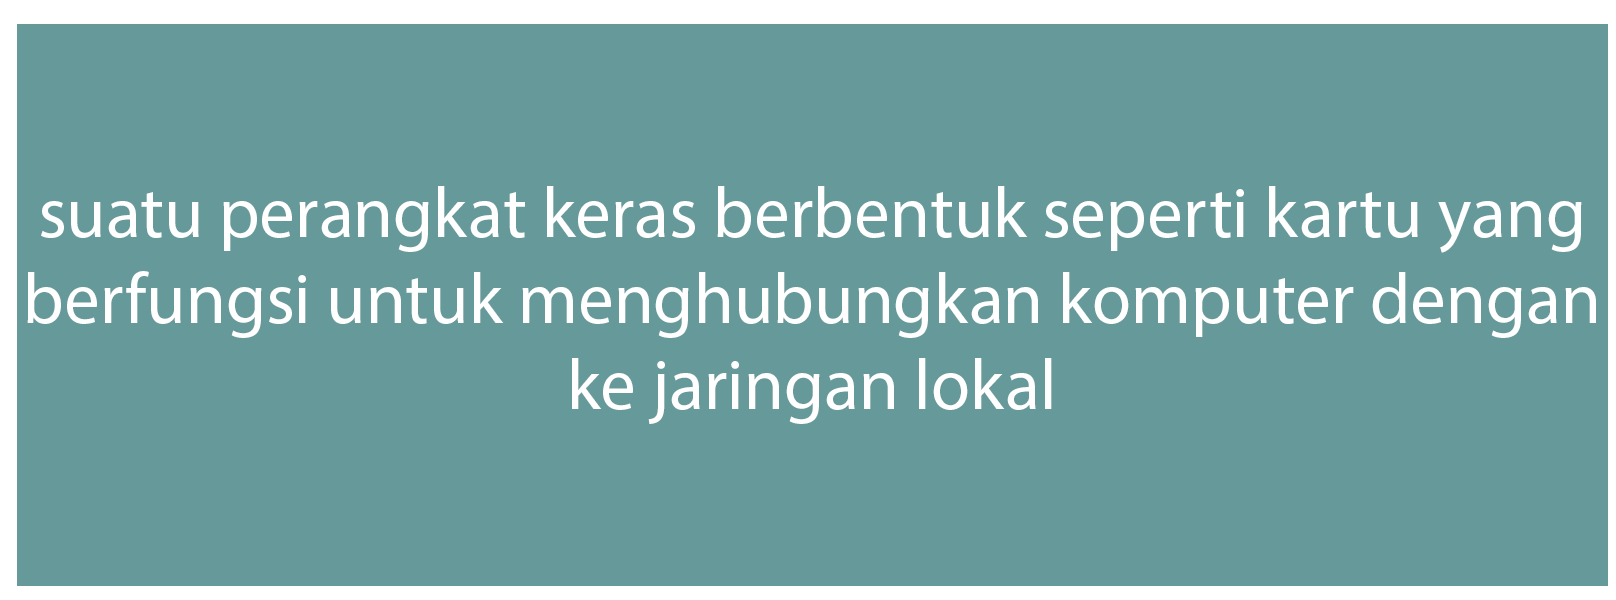 suatu perangkat keras berbentuk seperti kartu yang
berfungsi untuk menghubungkan komputer dengan
ke jaringan lokal